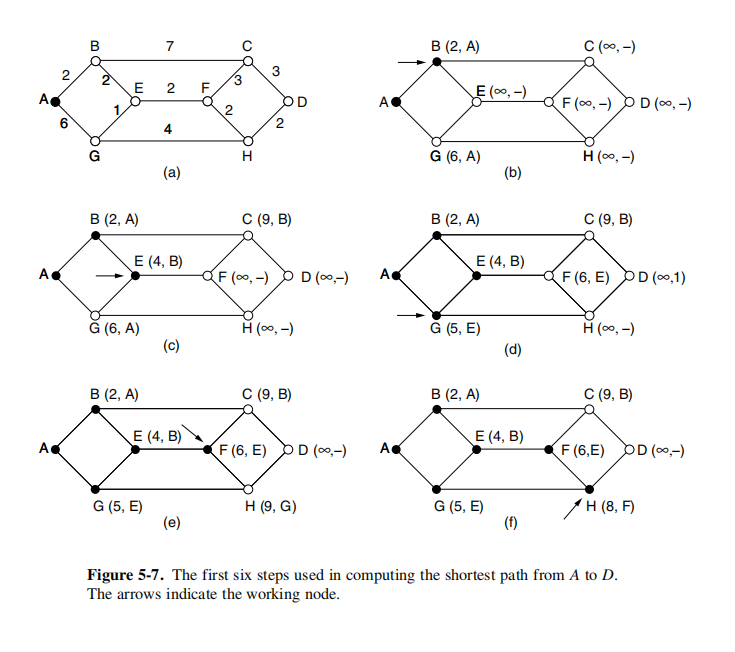 B 7 C
2 2 3 3
A E 2 F D
6 1 4 2 2
G H
(a)
B (2, A) C (∞, –)
A E (∞, –) F (∞, –) D (∞, –)
G (6, A) H (∞, –)
(b)
B (2, A) C (9, B)
E (4, B)
A F (∞, –) D (∞,–)
G (6, A) H (∞, –)
(c)
B (2, A) C (9, B)
E (4, B)
A F (6, E) D (∞,1)
G (5, E) H (∞, –)
(d)
B (2, A) C (9, B)
E (4, B)
A F (6, E) D (∞,–)
G (5, E) H (9, G)
(e)
B (2, A) C (9, B)
E (4, B)
A F (6,E) D (∞,–)
G (5, E) H (8, F)
(f)
Figure 5-7. The first six steps used in computing the shortest path from A to D.
The arrows indicate the working node.